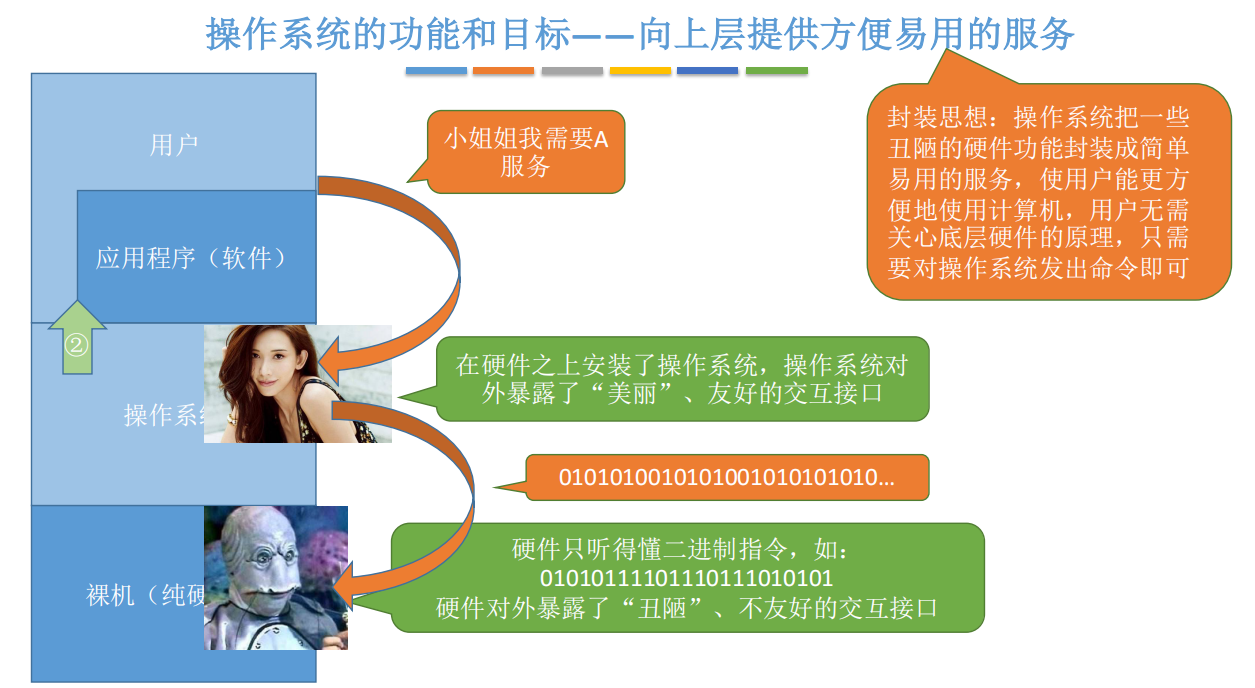 操作系统的功能和目标——向上层提供方便易用的服务
用户
小姐姐我需要A
服务
封装思想：操作系统把一些
丑陋的硬件功能封装成简单
易用的服务，使用户能更方
便地使用计算机，用户无需
关心底层硬件的原理，只需
要对操作系统发出命令即可
应用程序（软件）
②
在硬件之上安装了操作系统，操作系统对
外暴露了“美丽”、友好的交互接口
操作系
01010100101010010101010101010…
硬件只听得懂二进制指令，如：
01010111101110111010101
硬件对外暴露了“丑陋”、不友好的交互接口
裸机（纯硬